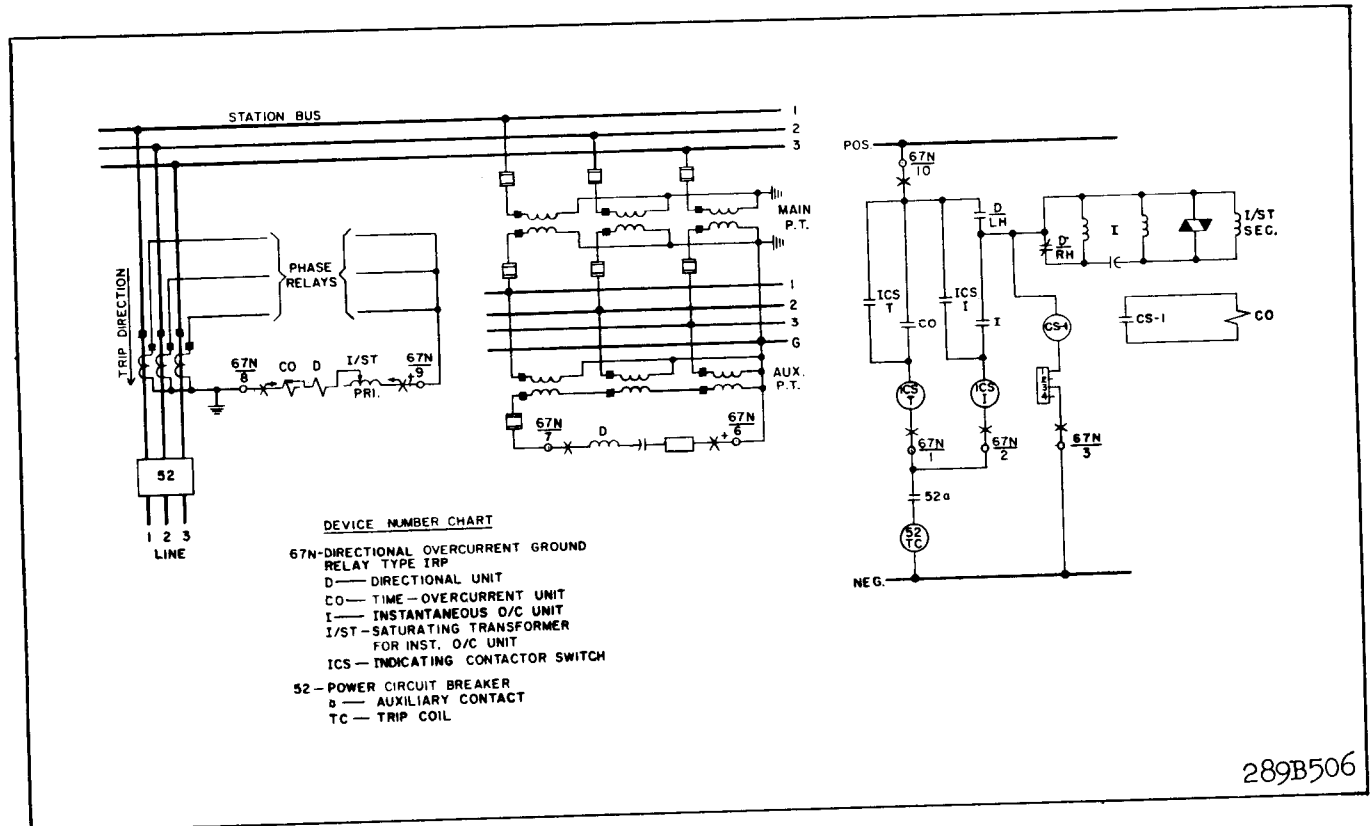 STATION BUS
1
2
3
MAIN
P.T.
TRIP DIRECTION
PHASE
RELAYS
67N
8
CO
D
I/ST
PRI.
67N
9
+
52
1 2 3
LINE
1
2
3
G
AUX.
P.T.
67N
7
D
+
67N
6
POS.
67N
10
D
LH
D
RH
I
I/ST
SEC.
ICS
T
CO
ICS
I
I
CS-1
CS-1
CO
ICS
T
ICS
I
1
2
3
4
67N
1
67N
2
67N
3
52a
52
TC
NEG.
DEVICE NUMBER CHART
67N-DIRECTIONAL OVERCURRENT GROUND
RELAY TYPE IRP
D — DIRECTIONAL UNIT
CO — TIME-OVERCURRENT UNIT
I — INSTANTANEOUS O/C UNIT
I/ST-SATURATING TRANSFORMER
FOR INST. O/C UNIT
ICS — INDICATING CONTACTOR SWITCH
52 - POWER CIRCUIT BREAKER
a — AUXILIARY CONTACT
TC — TRIP COIL
289B506